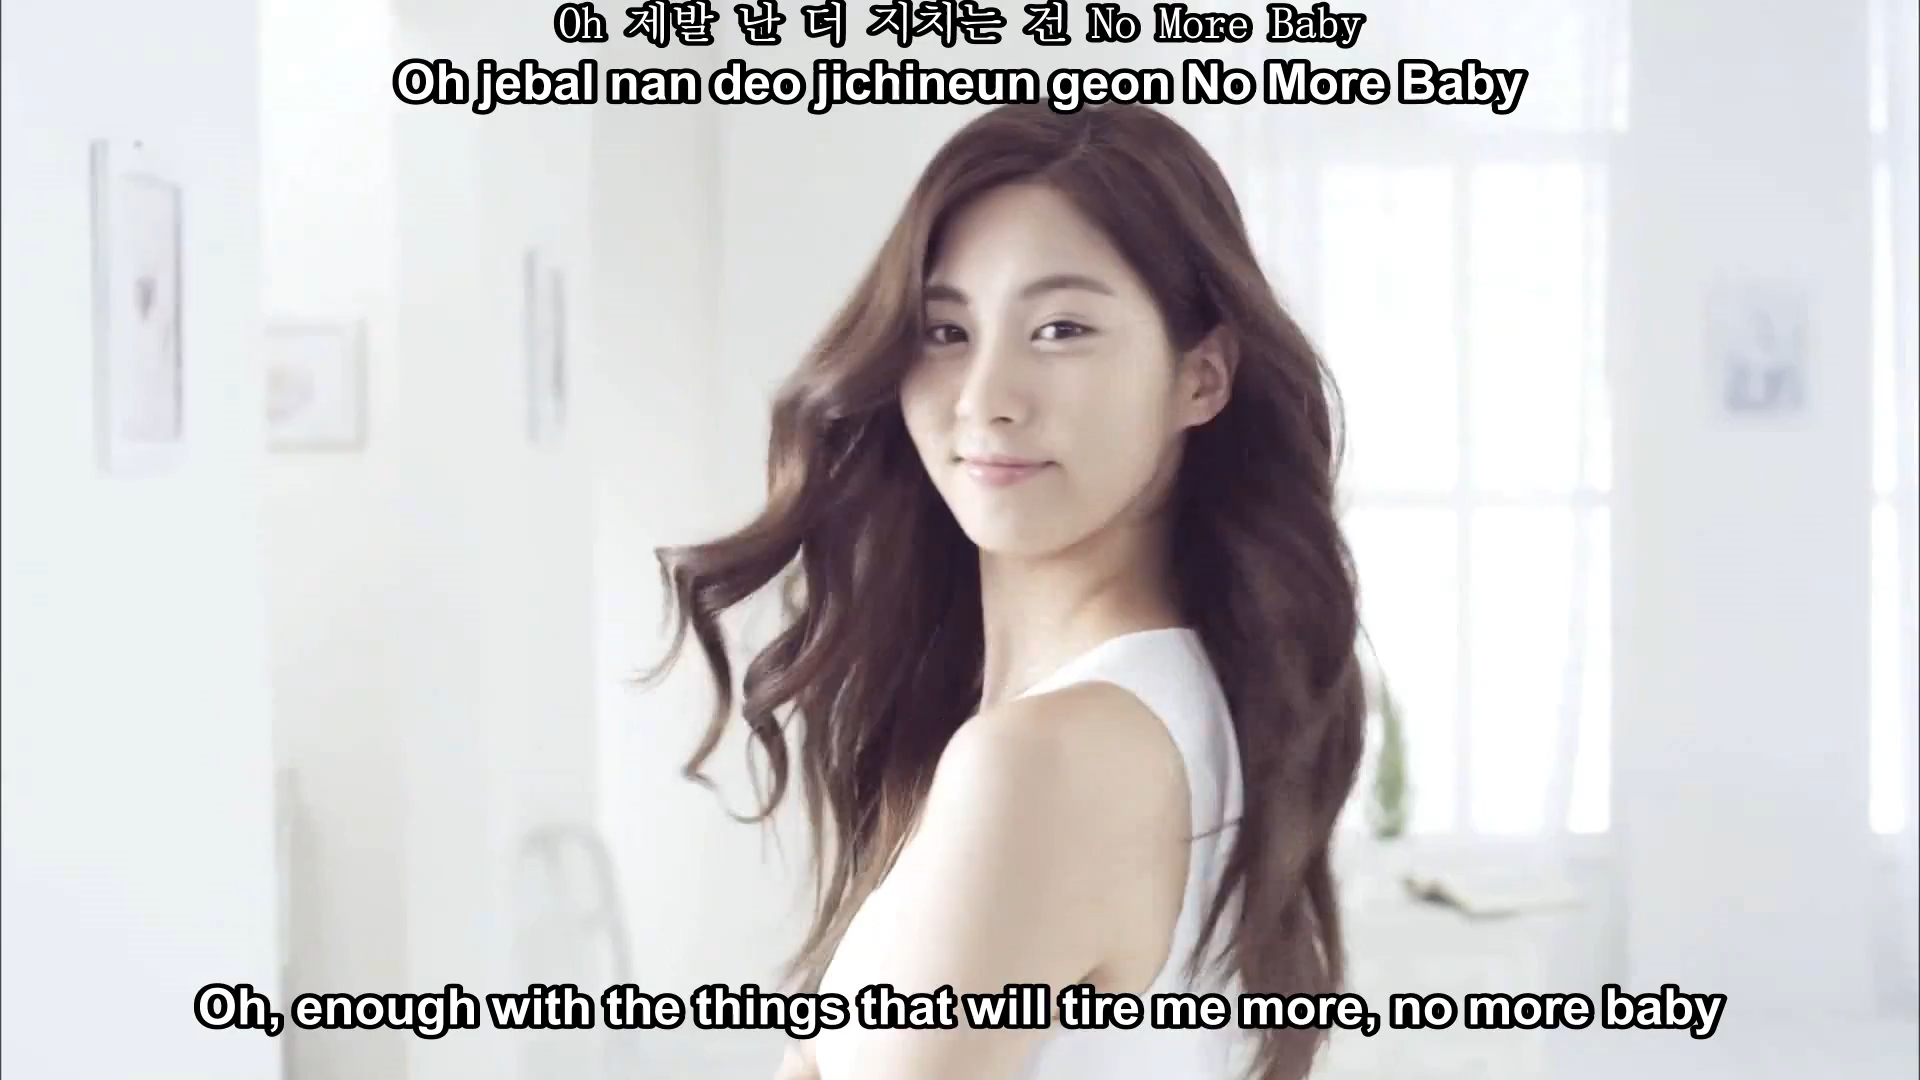 Oh 제발 난 더 지치는 건 No More Baby
Oh jebal nan deo jichineun geon No More Baby
Oh, enough with the things that will tire me more, no more baby